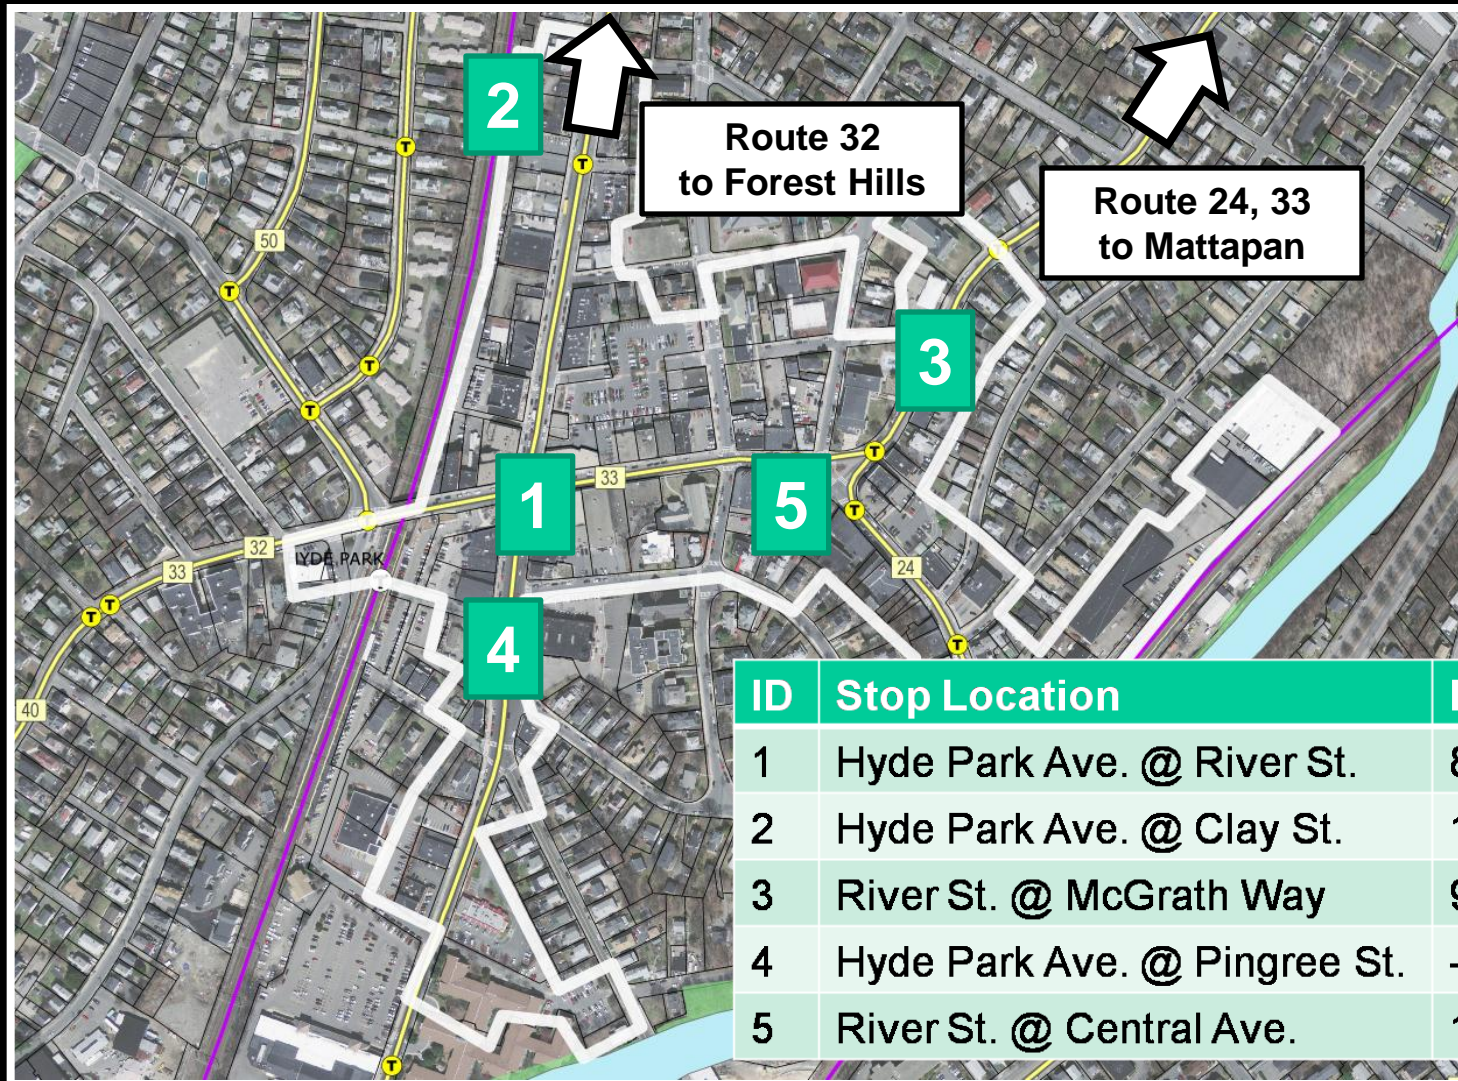 2
Route 32
to Forest Hills
Route 24, 33
to Mattapan
T
T
50
T
T
T
T
3
T
33
1
5
T
32
HYDE PARK
33
24
T
T
4
T
40
T
ID Stop Location
1 Hyde Park Ave. @ River St.
2 Hyde Park Ave. @ Clay St.
3 River St. @ McGrath Way
4 Hyde Park Ave. @ Pingree St.
5 River St. @ Central Ave.